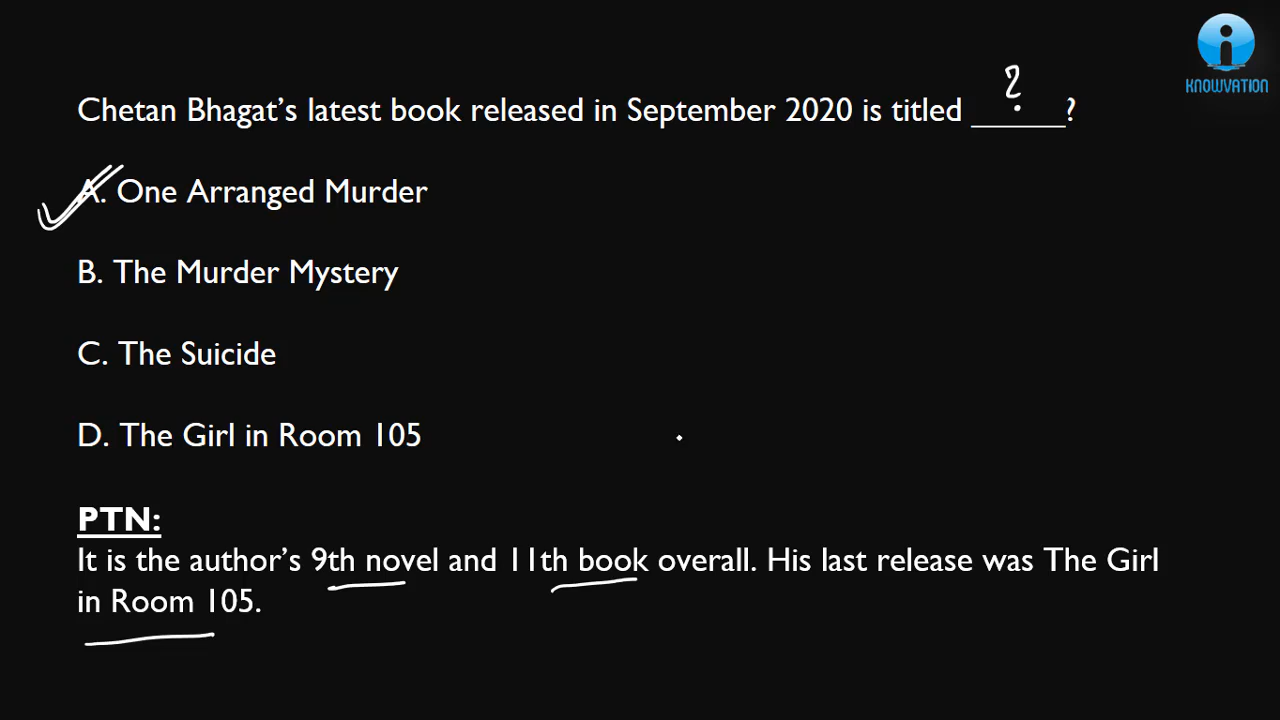 KNOWVATION
?
Chetan Bhagat’s latest book released in September 2020 is titled ______?
A. One Arranged Murder
B. The Murder Mystery
C. The Suicide
D. The Girl in Room 105
PTN:
It is the author’s 9th novel and 11th book overall. His last release was The Girl
in Room 105.